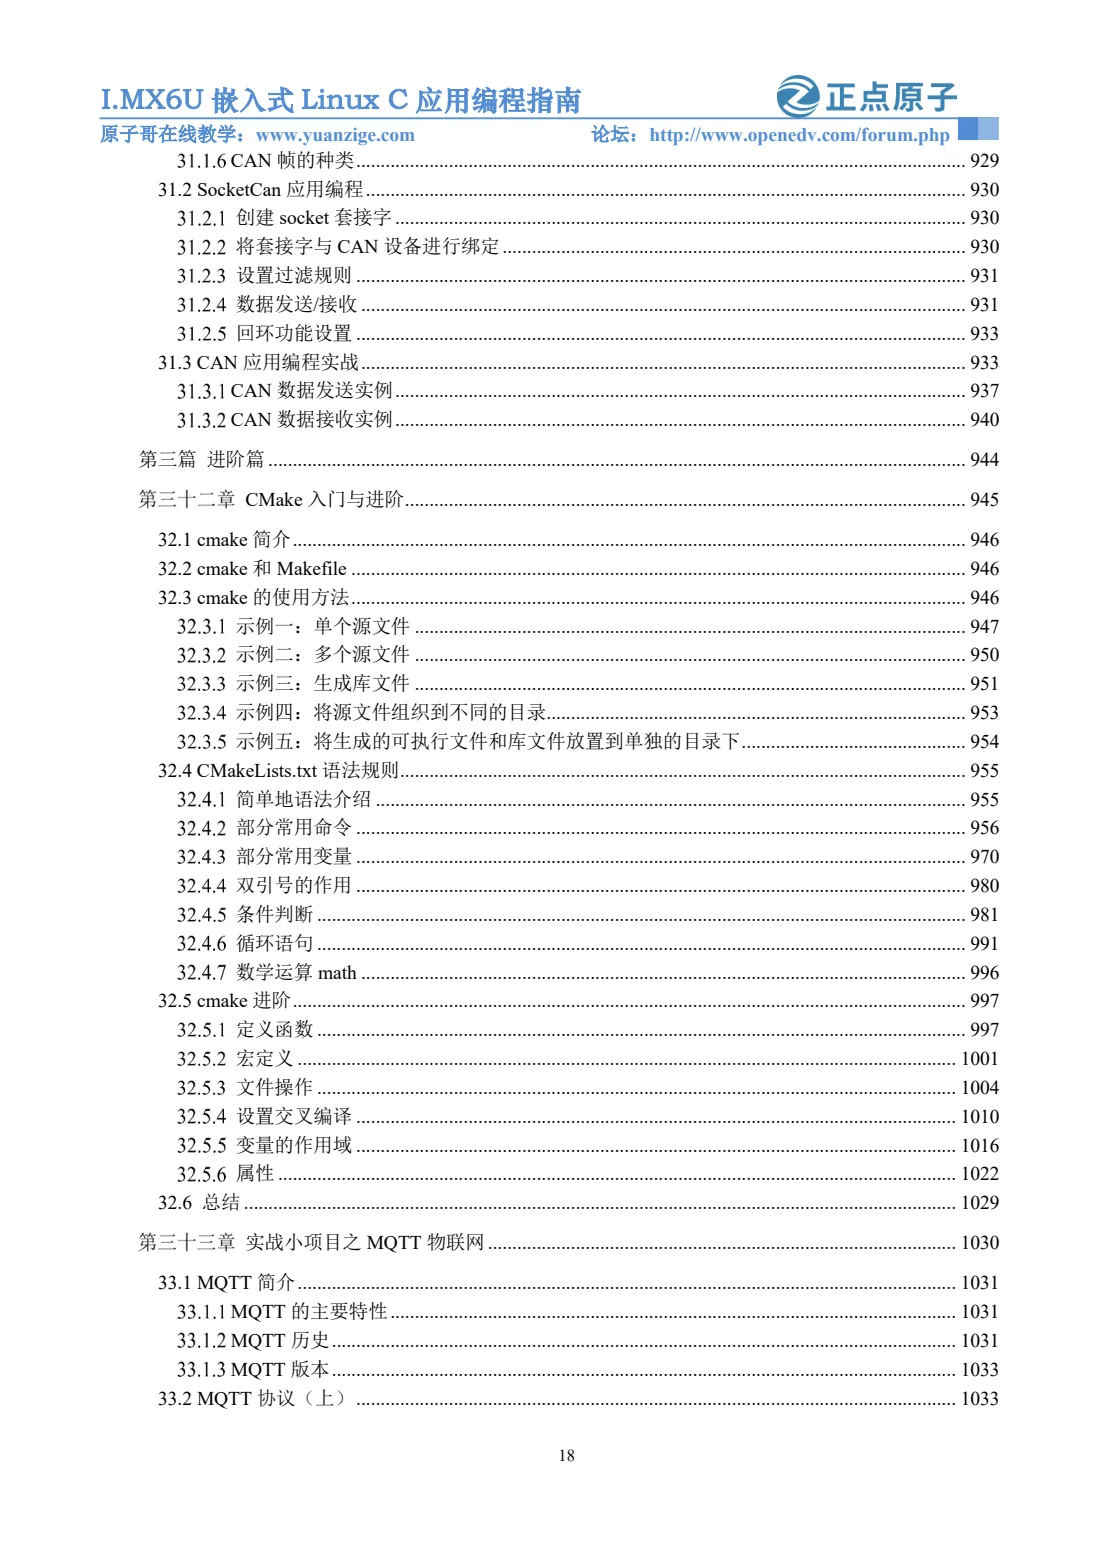 I.MX6U 嵌入式 Linux C 应用编程指南
正点原子
原子哥在线教学：www.yuanzige.com 论坛：http://www.openedv.com/forum.php
31.1.6 CAN 帧的种类 929
31.2 SocketCan 应用编程 930
31.2.1 创建 socket 套接字 930
31.2.2 将套接字与 CAN 设备进行绑定 930
31.2.3 设置过滤规则 931
31.2.4 数据发送/接收 931
31.2.5 回环功能设置 933
31.3 CAN 应用编程实战 933
31.3.1 CAN 数据发送实例 937
31.3.2 CAN 数据接收实例 940
第三篇 进阶篇 944
第三十二章 CMake 入门与进阶 945
32.1 cmake 简介 946
32.2 cmake 和 Makefile 946
32.3 cmake 的使用方法 946
32.3.1 示例一：单个源文件 947
32.3.2 示例二：多个源文件 950
32.3.3 示例三：生成库文件 951
32.3.4 示例四：将源文件组织到不同的目录 953
32.3.5 示例五：将生成的可执行文件和库文件放置到单独的目录下 954
32.4 CMakeLists.txt 语法规则 955
32.4.1 简单地语法介绍 955
32.4.2 部分常用命令 956
32.4.3 部分常用变量 970
32.4.4 双引号的作用 980
32.4.5 条件判断 981
32.4.6 循环语句 991
32.4.7 数学运算 math 996
32.5 cmake 进阶 997
32.5.1 定义函数 997
32.5.2 宏定义 1001
32.5.3 文件操作 1004
32.5.4 设置交叉编译 1010
32.5.5 变量的作用域 1016
32.5.6 属性 1022
32.6 总结 1029
第三十三章 实战小项目之 MQTT 物联网 1030
33.1 MQTT 简介 1031
33.1.1 MQTT 的主要特性 1031
33.1.2 MQTT 历史 1031
33.1.3 MQTT 版本 1033
33.2 MQTT 协议（上） 1033
18